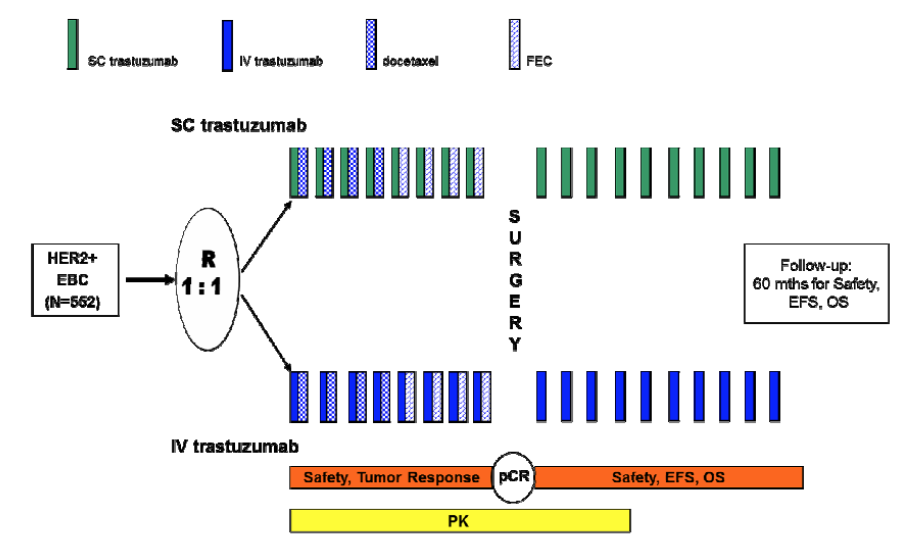 SC trastuzumab
IV trastuzumab
docetaxel
FEC
SC trastuzumab
HER2+
EBC
(N=552)
R
1 : 1
S
U
R
G
E
R
Y
Follow-up:
60 mths for Safety,
EFS, OS
IV trastuzumab
Safety, Tumor Response
pCR
Safety, EFS, OS
PK